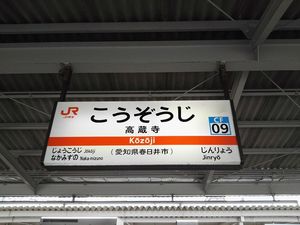 JR
こうぞうじ
高蔵寺
CF
09
Kōzōji
じょうこうじ Jōkōji
(愛知県春日井市)
じんりょう
なかみずの Naka-mizuno
Jinryō